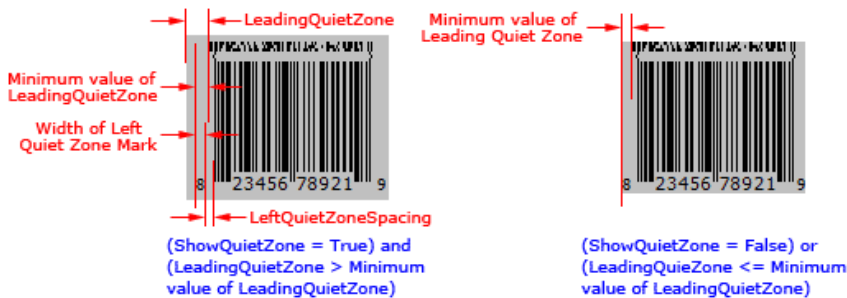 LeadingQuietZone
Minimum value of
LeadingQuietZone
Width of Left
Quiet Zone Mark
8 23456 78921 9
LeftQuietZoneSpacing
(ShowQuietZone = True) and
(LeadingQuietZone > Minimum
value of LeadingQuietZone)
Minimum value of
Leading Quiet Zone
8 23456 78921 9
(ShowQuietZone = False) or
(LeadingQuieZone <= Minimum
value of LeadingQuietZone)